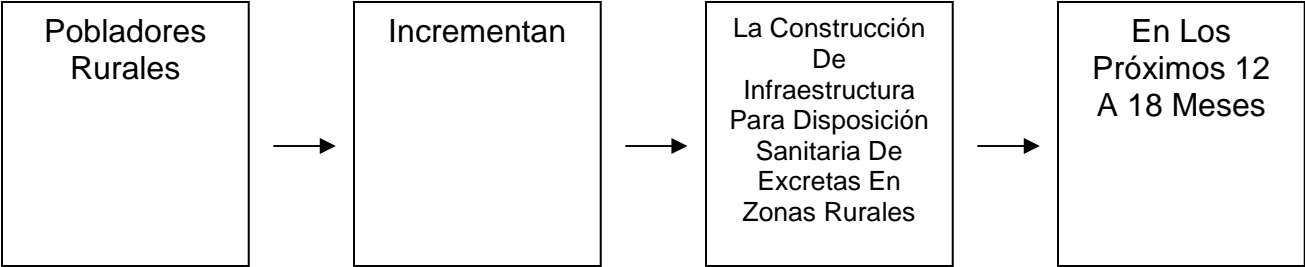 Pobladores
Rurales
Incrementan
La Construcción
De
Infraestructura
Para Disposición
Sanitaria De
Excretas En
Zonas Rurales
En Los
Próximos 12
A 18 Meses